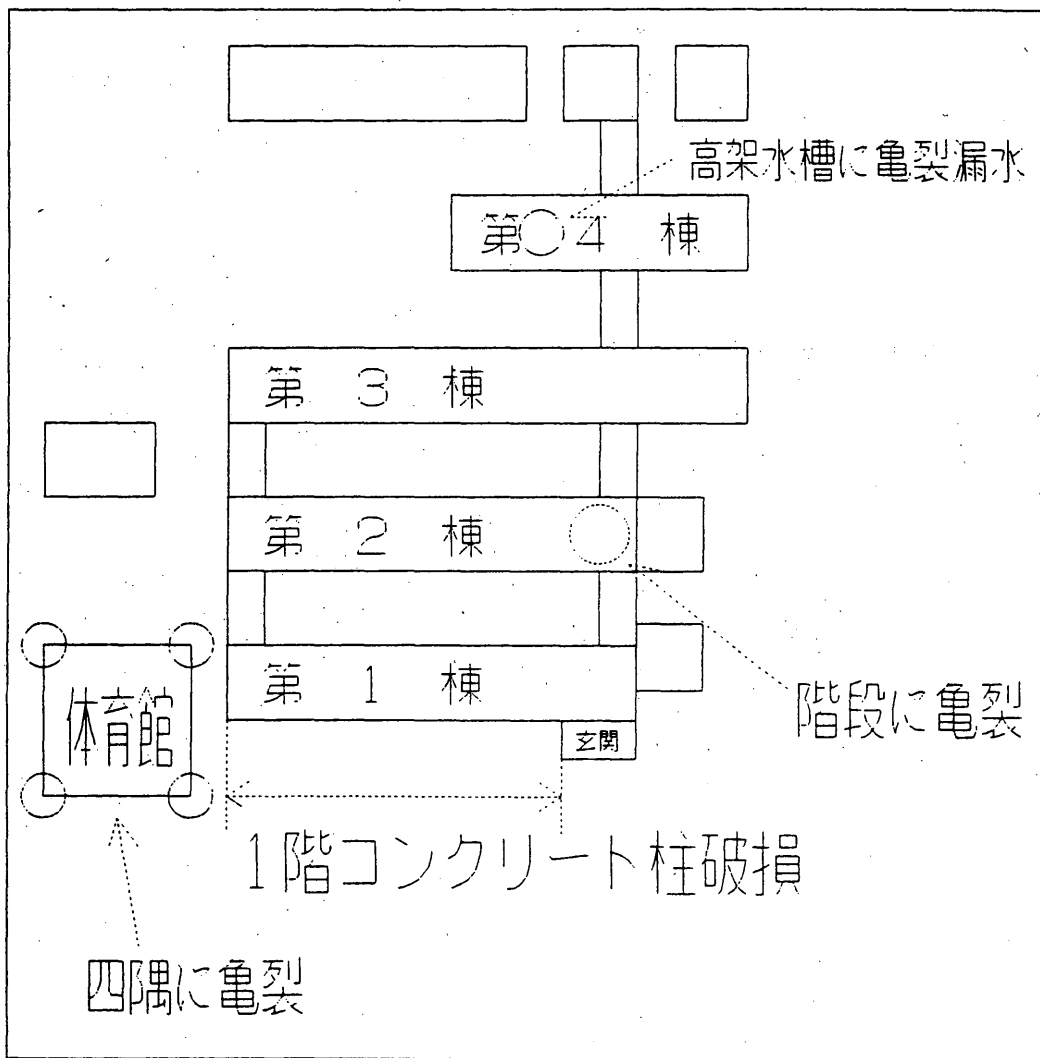 高架水槽に亀裂漏水
第４棟
第３棟
第２棟
第１棟
階段に亀裂
体育館
玄関
１階コンクリート柱破損
四隅に亀裂